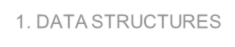 1. DATA STRUCTURES